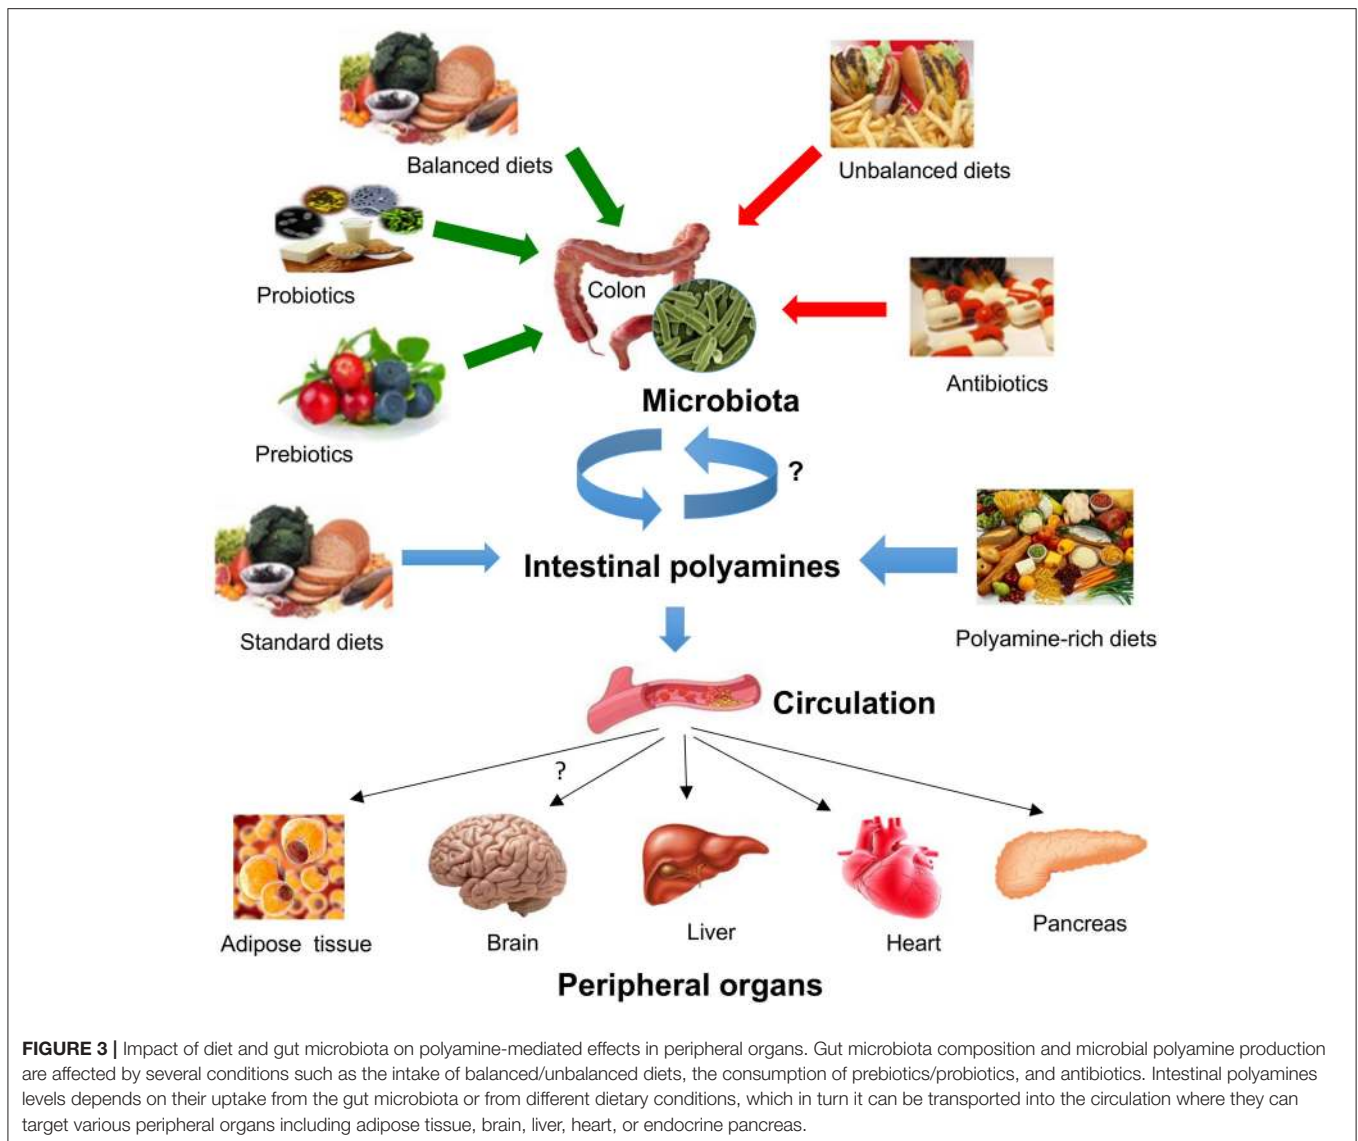 Balanced diets
Unbalanced diets
Probiotics
Colon
Antibiotics
Microbiota
Prebiotics
?
Intestinal polyamines
Standard diets
Polyamine-rich diets
Circulation
?
Adipose tissue
Brain
Liver
Heart
Pancreas
Peripheral organs
FIGURE 3 | Impact of diet and gut microbiota on polyamine-mediated effects in peripheral organs. Gut microbiota composition and microbial polyamine production
are affected by several conditions such as the intake of balanced/unbalanced diets, the consumption of prebiotics/probiotics, and antibiotics. Intestinal polyamines
levels depends on their uptake from the gut microbiota or from different dietary conditions, which in turn it can be transported into the circulation where they can
target various peripheral organs including adipose tissue, brain, liver, heart, or endocrine pancreas.